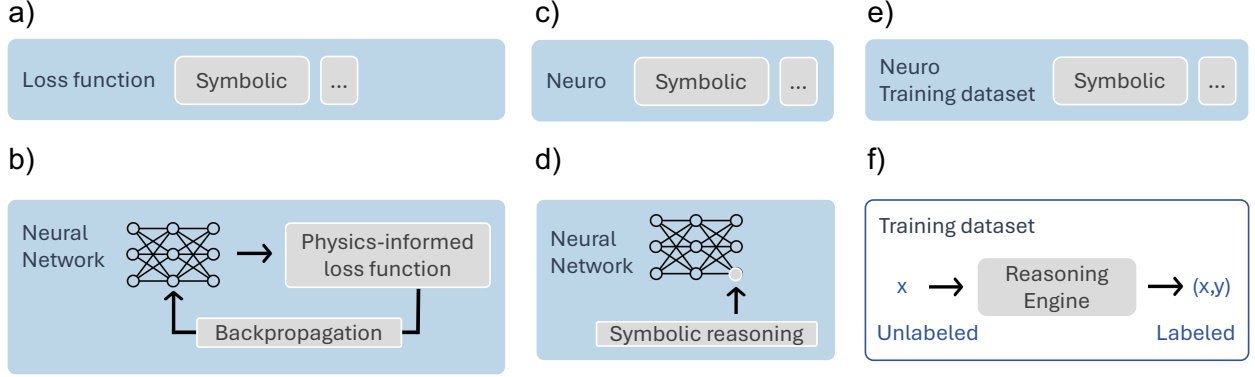 a)
Loss function
Symbolic
...
b)
Neural
Network
Physics-informed
loss function
Backpropagation
c)
Neuro
Symbolic
...
d)
Neural
Network
Symbolic reasoning
e)
Neuro
Training dataset
Symbolic
...
f)
Training dataset
x
Reasoning
Engine
(x,y)
Unlabeled
Labeled